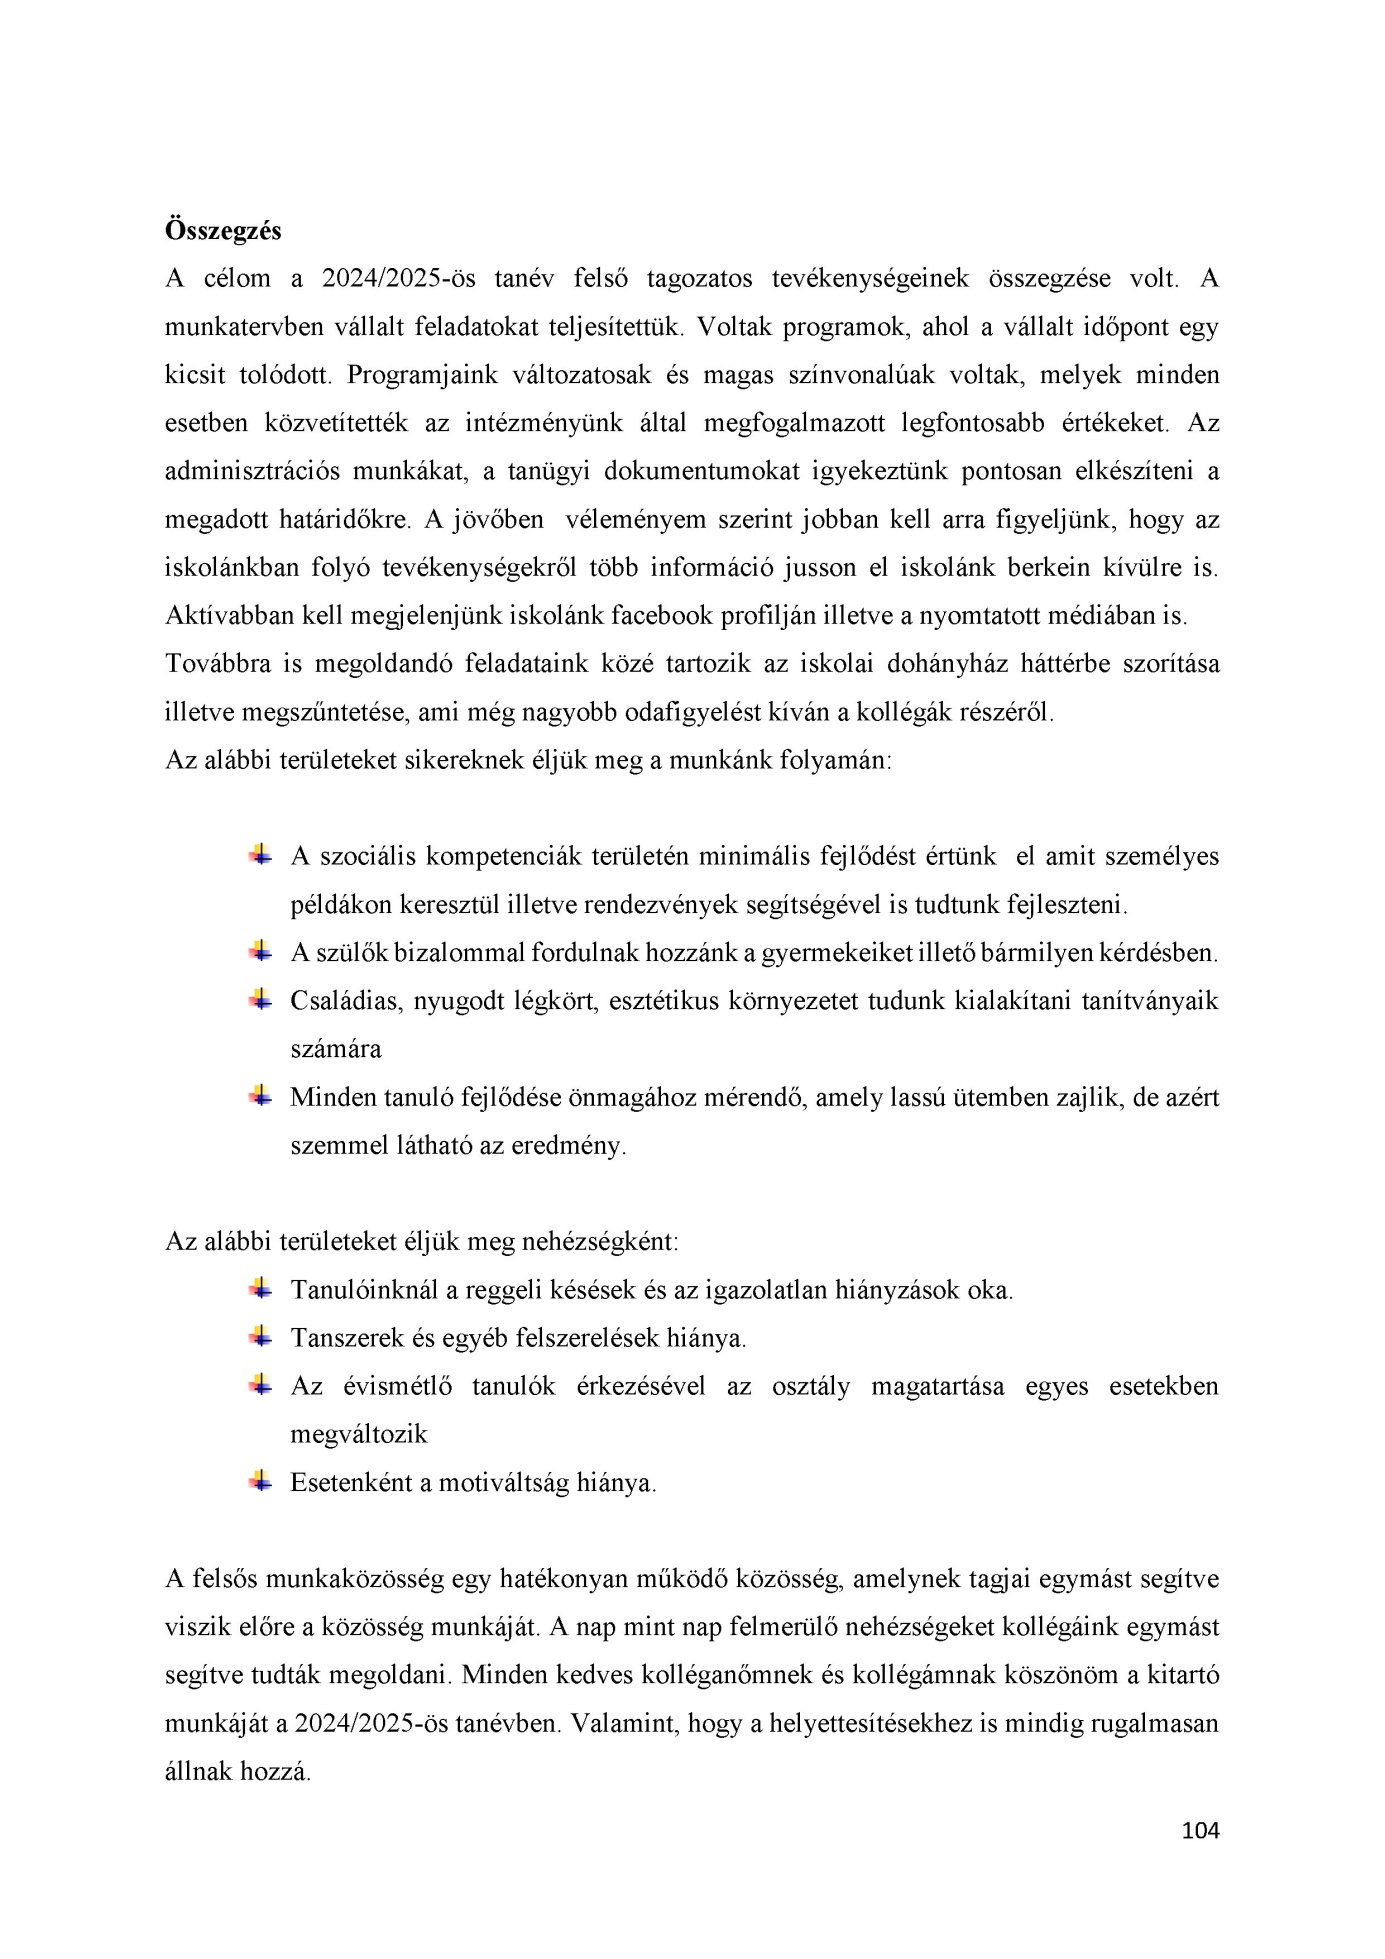 Összegzés
A célom a 2024/2025-ös tanév felső tagozatos tevékenységeinek összegzése volt. A
munkatervben vállalt feladatokat teljesítettük. Voltak programok, ahol a vállalt időpont egy
kicsit tolódott. Programjaink változatosak és magas színvonalúak voltak, melyek minden
esetben közvetítették az intézményünk által megfogalmazott legfontosabb értékeket. Az
adminisztrációs munkákat, a tanügyi dokumentumokat igyekeztünk pontosan elkészíteni a
megadott határidőkre. A jövőben  véleményem szerint jobban kell arra figyeljünk, hogy az
iskolánkban folyó tevékenységekről több információ jusson el iskolánk berkein kívülre is.
Aktívabban kell megjelenjünk iskolánk facebook profilján illetve a nyomtatott médiában is.
Továbbra is megoldandó feladataink közé tartozik az iskolai dohányház háttérbe szorítása
illetve megszűntetése, ami még nagyobb odafigyelést kíván a kollégák részéről.
Az alábbi területeket sikereknek éljük meg a munkánk folyamán:
A szociális kompetenciák területén minimális fejlődést értünk  el amit személyes
példákon keresztül illetve rendezvények segítségével is tudtunk fejleszteni.
A szülők bizalommal fordulnak hozzánk a gyermekeiket illető bármilyen kérdésben.
Családias, nyugodt légkört, esztétikus környezetet tudunk kialakítani tanítványaik
számára
Minden tanuló fejlődése önmagához mérendő, amely lassú ütemben zajlik, de azért
szemmel látható az eredmény.
Az alábbi területeket éljük meg nehézségként:
Tanulóinknál a reggeli késések és az igazolatlan hiányzások oka.
Tanszerek és egyéb felszerelések hiánya.
Az évismétlő tanulók érkezésével az osztály magatartása egyes esetekben
megváltozik
Esetenként a motiváltság hiánya.
A felsős munkaközösség egy hatékonyan működő közösség, amelynek tagjai egymást segítve
viszik előre a közösség munkáját. A nap mint nap felmerülő nehézségeket kollégáink egymást
segítve tudták megoldani. Minden kedves kolléganőmnek és kollégámnak köszönöm a kitartó
munkáját a 2024/2025-ös tanévben. Valamint, hogy a helyettesítésekhez is mindig rugalmasan
állnak hozzá.
104